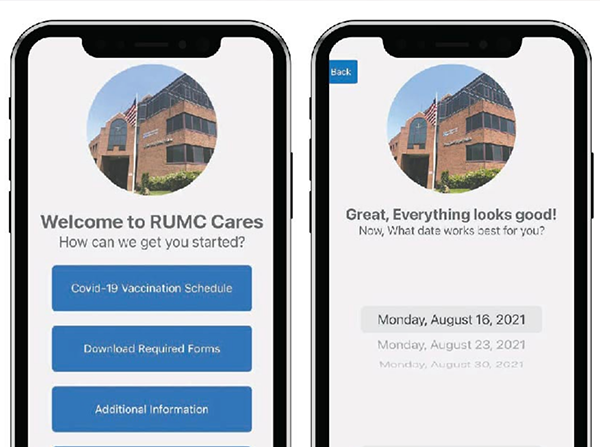 Welcome to RUMC Cares
How can we get you started?
Covid-19 Vaccination Schedule
Download Required Forms
Additional Information
Back
Great, Everything looks good!
Now, What date works best for you?
Monday, August 16, 2021
Monday, August 23, 2021
Monday, August 30, 2021